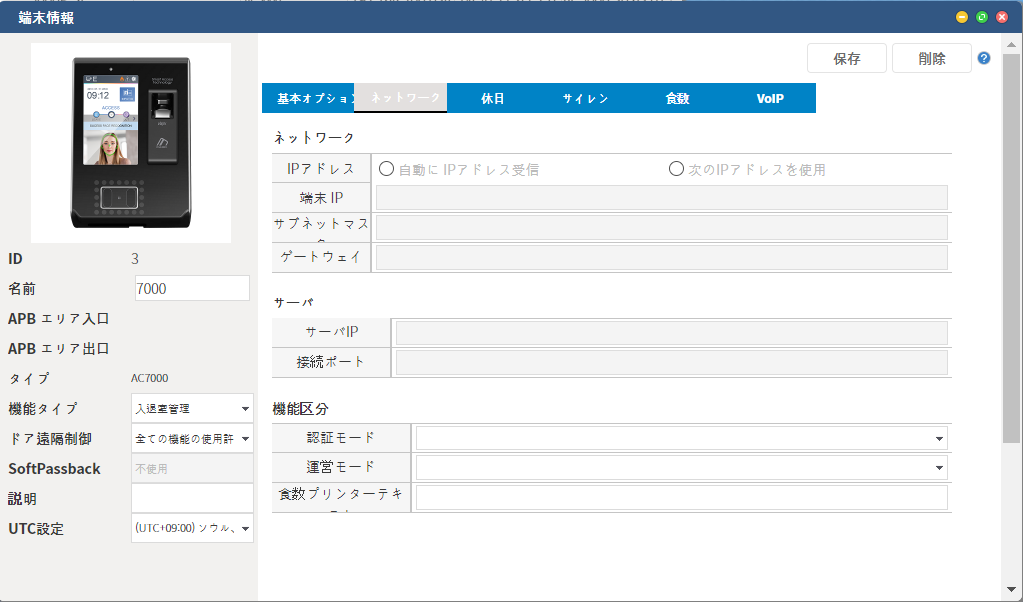 端末情報
保存
削除
基本オプション
ネットワーク
休日
サイレン
食数
VoIP
09:12
ACCESS
ネットワーク
IPアドレス
自動に IPアドレス受信
次のIPアドレスを使用
端末 IP
サブネットマスク
ゲートウェイ
サーバ
サーバIP
接続ポート
機能区分
認証モード
運営モード
食数プリンターテキ
ID
3
名前
7000
APB エリア入口
APB エリア出口
タイプ
AC7000
機能タイプ
入退室管理
ドア遠隔制御
全ての機能の使用許
SoftPassback
不使用
説明
UTC設定
(UTC+09:00) ソウル、